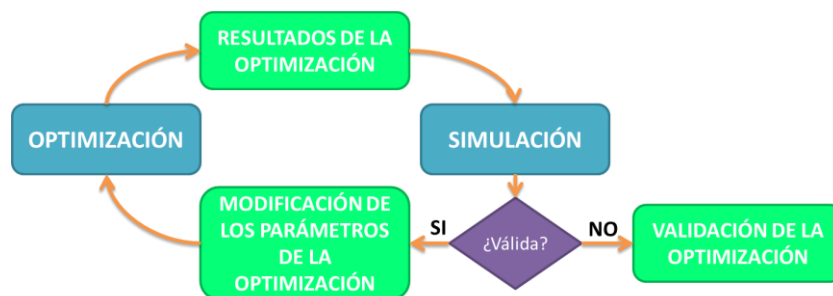 RESULTADOS DE LA
OPTIMIZACIÓN
OPTIMIZACIÓN
SIMULACIÓN
MODIFICACIÓN DE
LOS PARÁMETROS
DE LA
OPTIMIZACIÓN
SI
¿Válida?
NO
VALIDACIÓN DE LA
OPTIMIZACIÓN